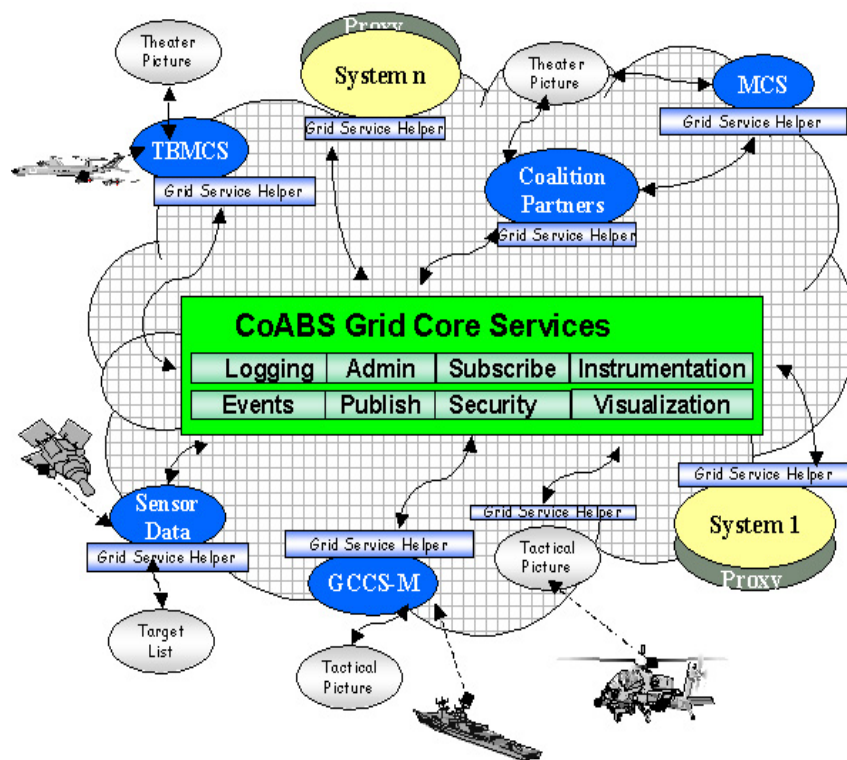 Proxy
System n
Grid Service Helper
Theater
Picture
TBMCS
Grid Service Helper
Theater
Picture
MCS
Grid Service Helper
Coalition
Partners
Grid Service Helper
CoABS Grid Core Services
Logging Admin Subscribe Instrumentation
Events Publish Security Visualization
Sensor
Data
Grid Service Helper
Target
List
Grid Service Helper
GCCS-M
Tactical
Picture
Grid Service Helper
Tactical
Picture
Grid Service Helper
System 1
Proxy